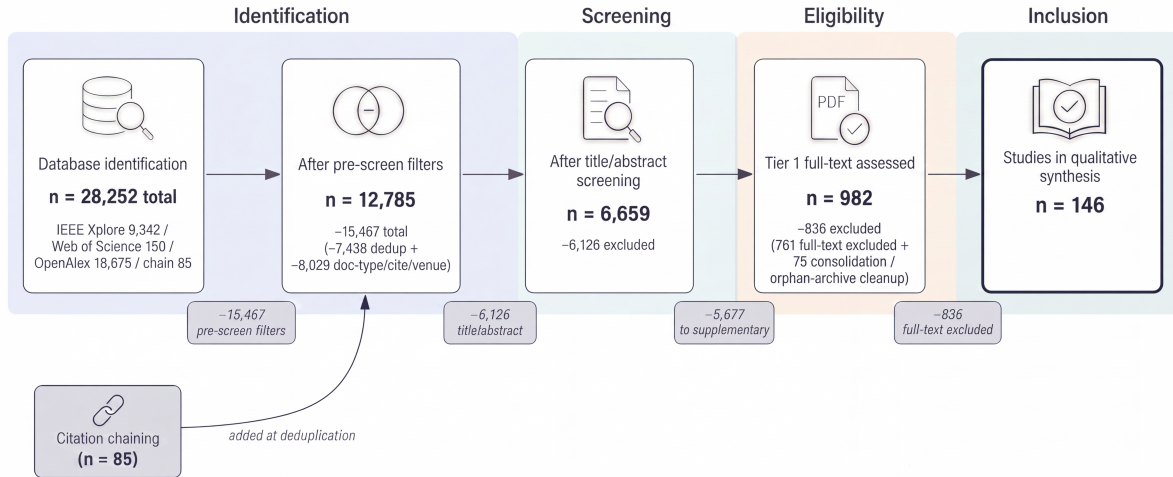 Identification
Screening
Eligibility
Inclusion
Database identification
n = 28,252 total
IEEE Xplore 9,342 /
Web of Science 150 /
OpenAlex 18,675 / chain 85
After pre-screen filters
n = 12,785
–15,467 total
(–7,438 dedup +
–8,029 doc-type/cite/venue)
After title/abstract
screening
n = 6,659
–6,126 excluded
PDF
Tier 1 full-text assessed
n = 982
–836 excluded
(761 full-text excluded +
75 consolidation /
orphan-archive cleanup)
Studies in qualitative
synthesis
n = 146
–15,467
pre-screen filters
–6,126
title/abstract
–5,677
to supplementary
–836
full-text excluded
Citation chaining
(n = 85)
added at deduplication